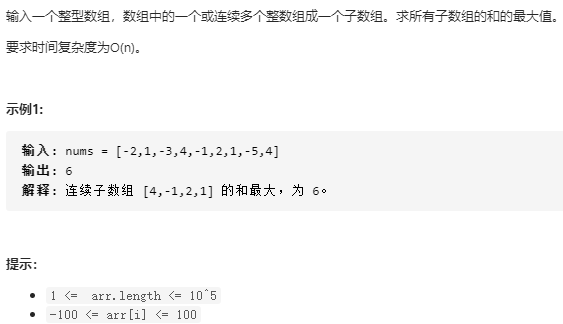 输入一个整型数组，数组中的一个或连续多个整数组成一个子数组。求所有子数组的和的最大值。
要求时间复杂度为O(n)。
示例1:
输入: nums = [-2,1,-3,4,-1,2,1,-5,4]
输出: 6
解释: 连续子数组 [4,-1,2,1] 的和最大，为 6。
提示:
• 1 <= arr.length <= 10^5
• -100 <= arr[i] <= 100